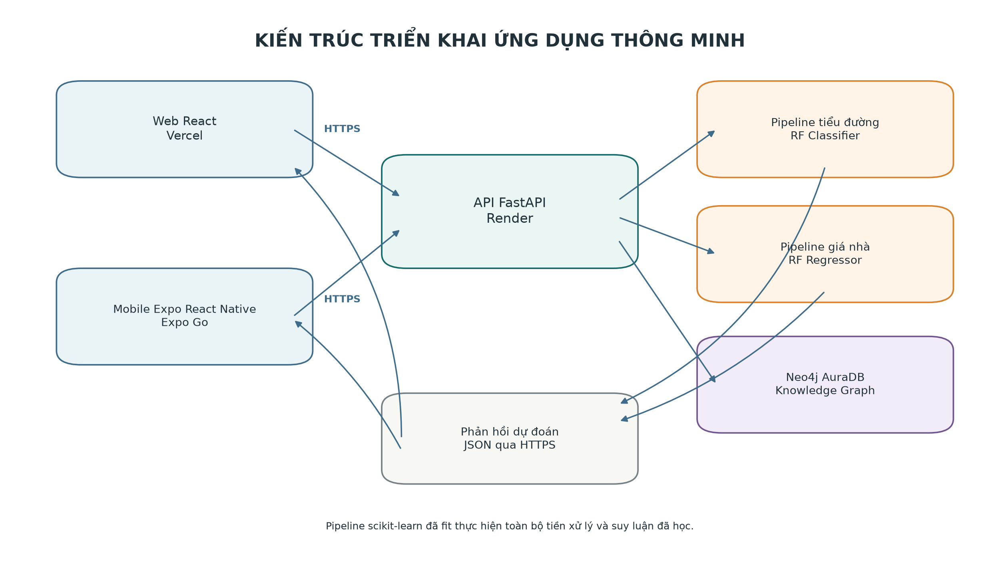 KIẾN TRÚC TRIỂN KHAI ỨNG DỤNG THÔNG MINH
Web React
Vercel
HTTPS
Pipeline tiểu đường
RF Classifier
API FastAPI
Render
Pipeline giá nhà
RF Regressor
HTTPS
Mobile Expo React Native
Expo Go
Neo4j AuraDB
Knowledge Graph
Phản hồi dự đoán
JSON qua HTTPS
Pipeline scikit-learn đã fit thực hiện toàn bộ tiền xử lý và suy luận đã học.